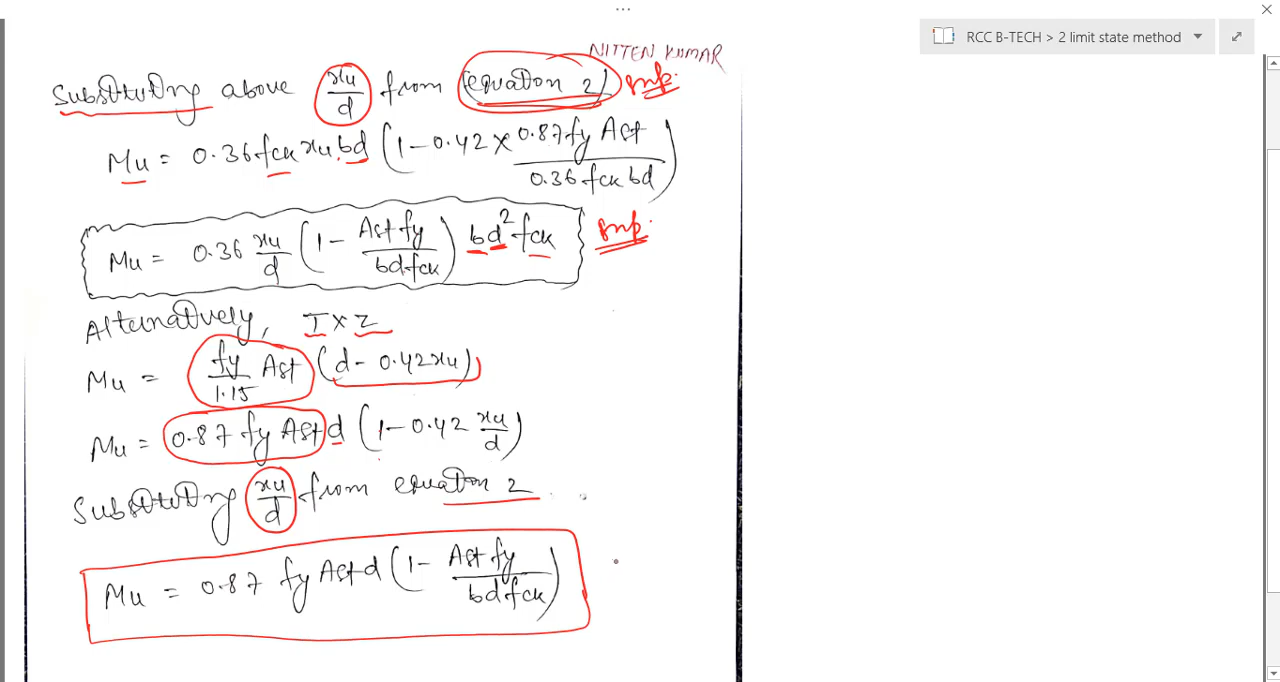 ...
RCC B-TECH > 2 limit state method
NITTEN KUMAR
Substituting above xu/d from (equation 2) Imp.
Mu = 0.36 fck xu bd (1 - 0.42 × 0.87 fy Ast / 0.36 fck bd)
Mu = 0.36 xu/d (1 - Ast fy / bd fck) bd² fck Imp.
Alternatively, T × Z
Mu = fy/1.15 Ast (d - 0.42 xu)
Mu = 0.87 fy Ast d (1 - 0.42 xu/d)
Substituting xu/d from equation 2
Mu = 0.87 fy Ast d (1 - Ast fy / bd fck)